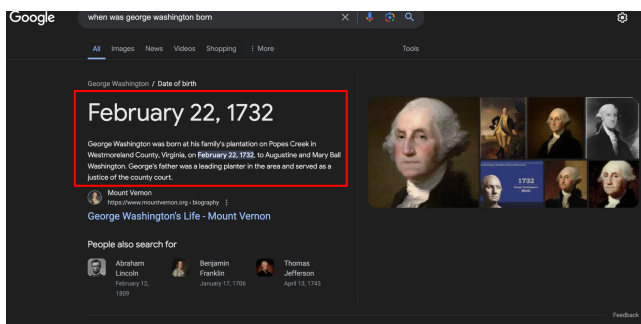 Google
when was george washington born
All Images News Videos Shopping More Tools
George Washington / Date of birth
February 22, 1732
George Washington was born at his family's plantation on Popes Creek in
Westmoreland County, Virginia, on February 22, 1732, to Augustine and Mary Ball
Washington. George's father was a leading planter in the area and served as a
justice of the county court.
Mount Vernon
https://www.mountvernon.org › biography
George Washington's Life - Mount Vernon
1732
People also search for
Abraham
Lincoln
February 12,
1809
Benjamin
Franklin
January 17, 1706
Thomas
Jefferson
April 13, 1743
Feedback